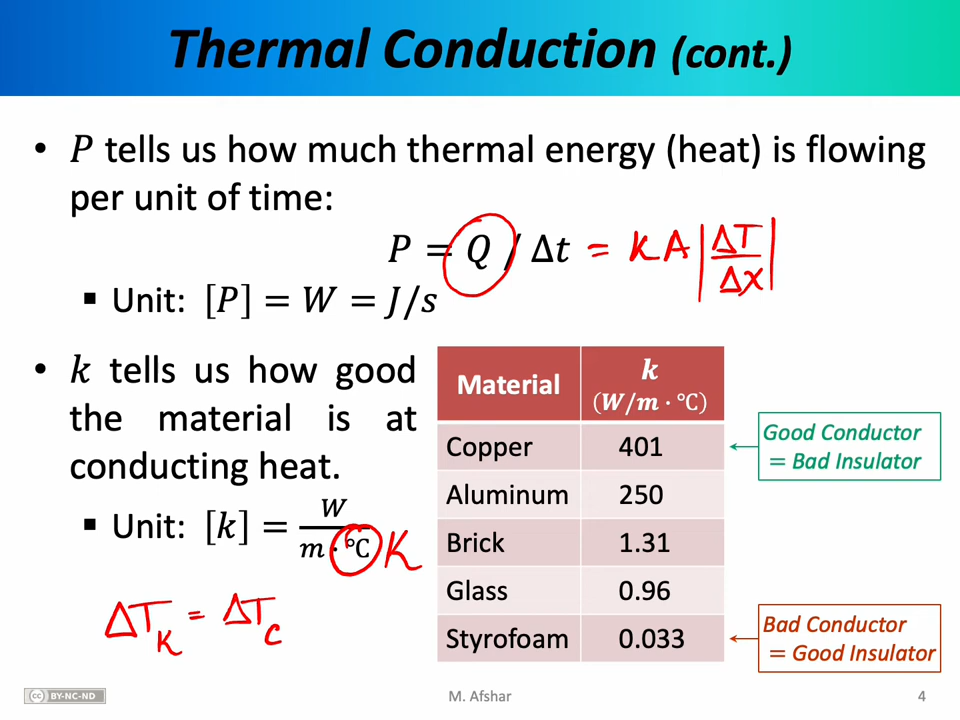 Thermal Conduction (cont.)
• P tells us how much thermal energy (heat) is flowing
per unit of time:
P = Q / Δt = KA |ΔT/ΔX|
▪ Unit: [P] = W = J/s
• k tells us how good
the material is at
conducting heat.
▪ Unit: [k] = W/(m · °C) K
ΔT_K = ΔT_C
Material k (W/m · °C)
Copper 401
Aluminum 250
Brick 1.31
Glass 0.96
Styrofoam 0.033
Good Conductor
= Bad Insulator
Bad Conductor
= Good Insulator
cc BY-NC-ND
M. Afshar
4